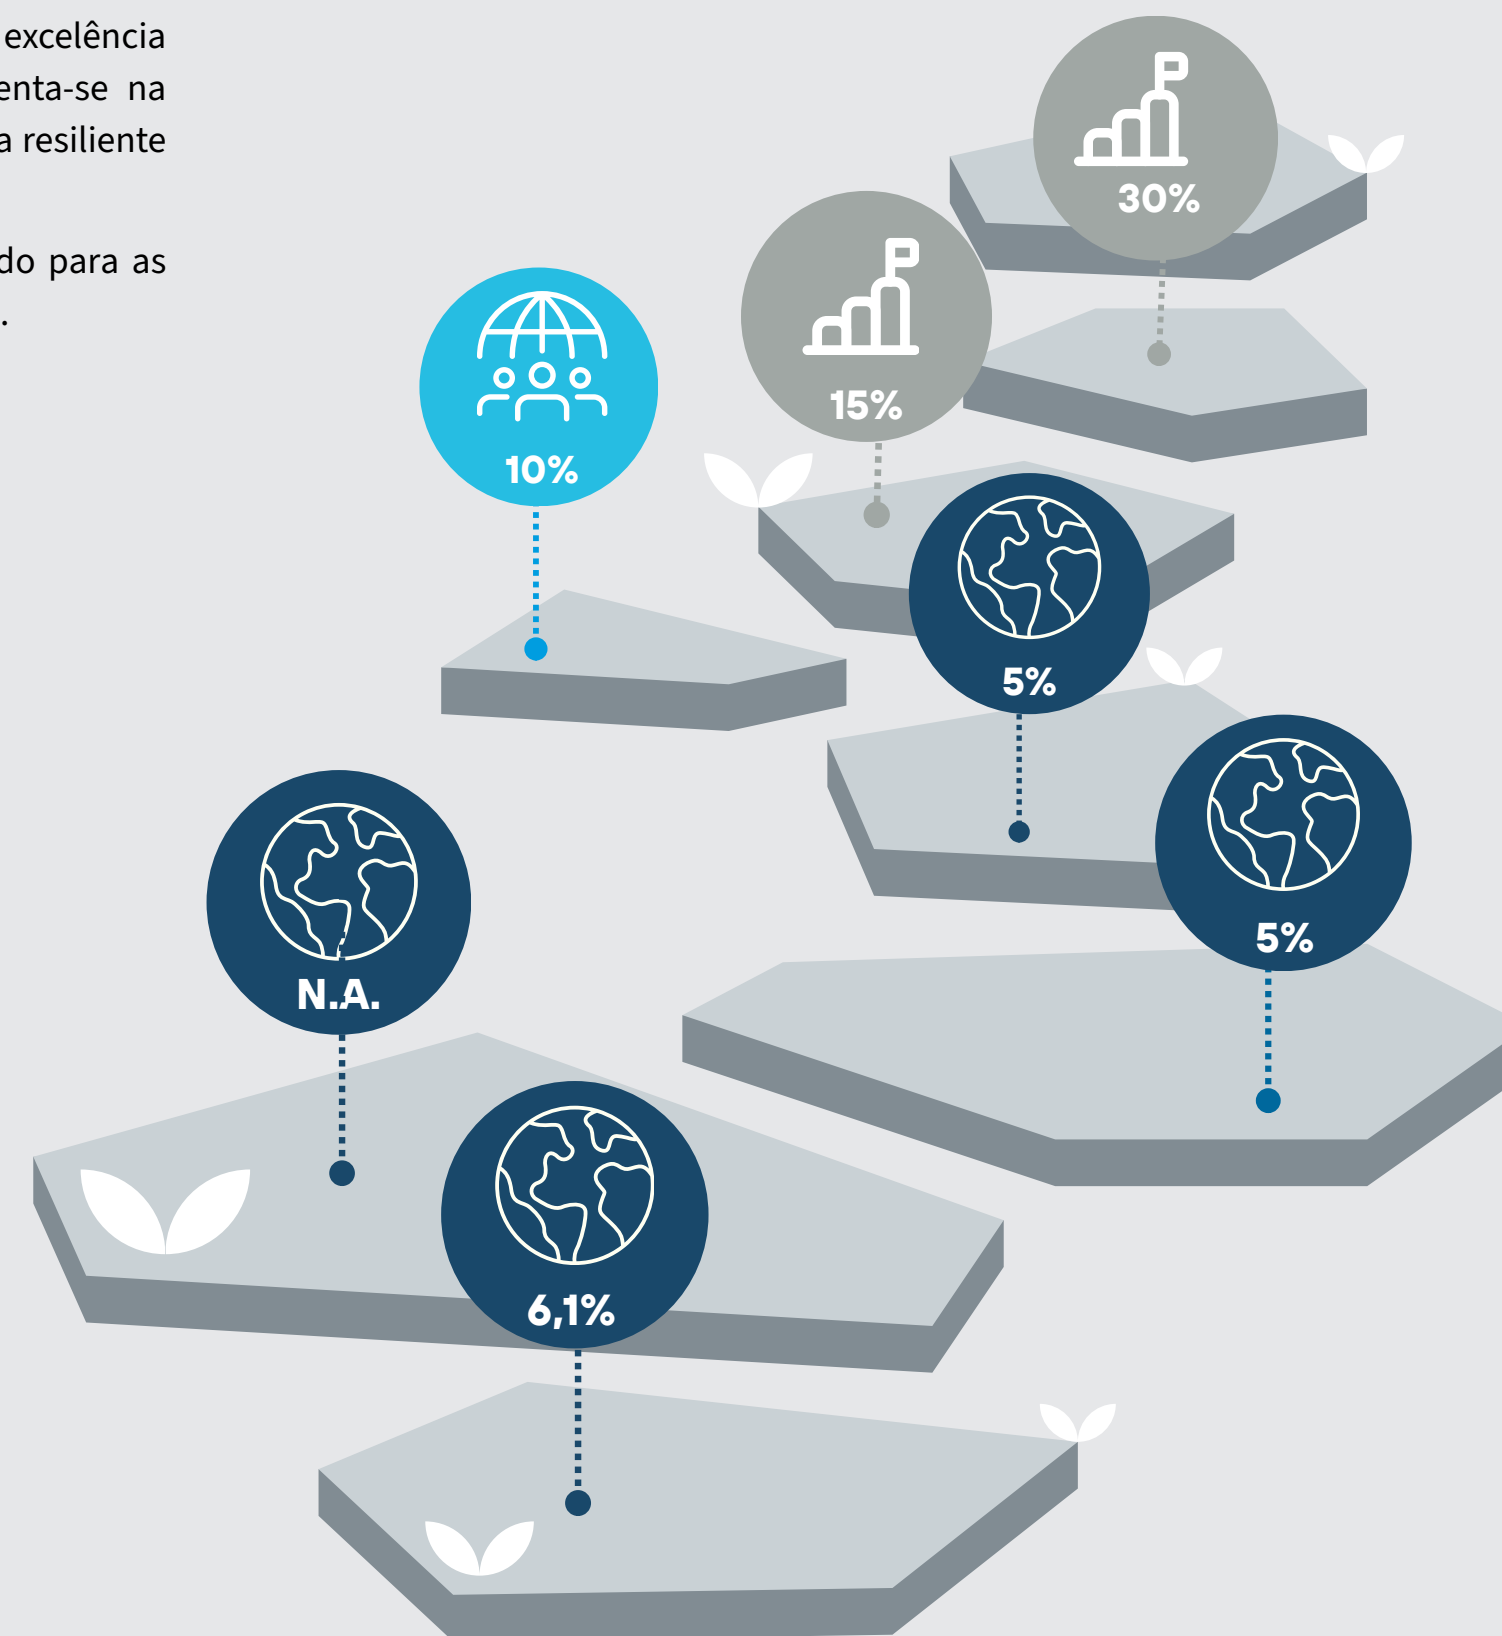 excelência
enta-se na
a resiliente
do para as
.
30%
15%
10%
5%
5%
N.A.
6,1%